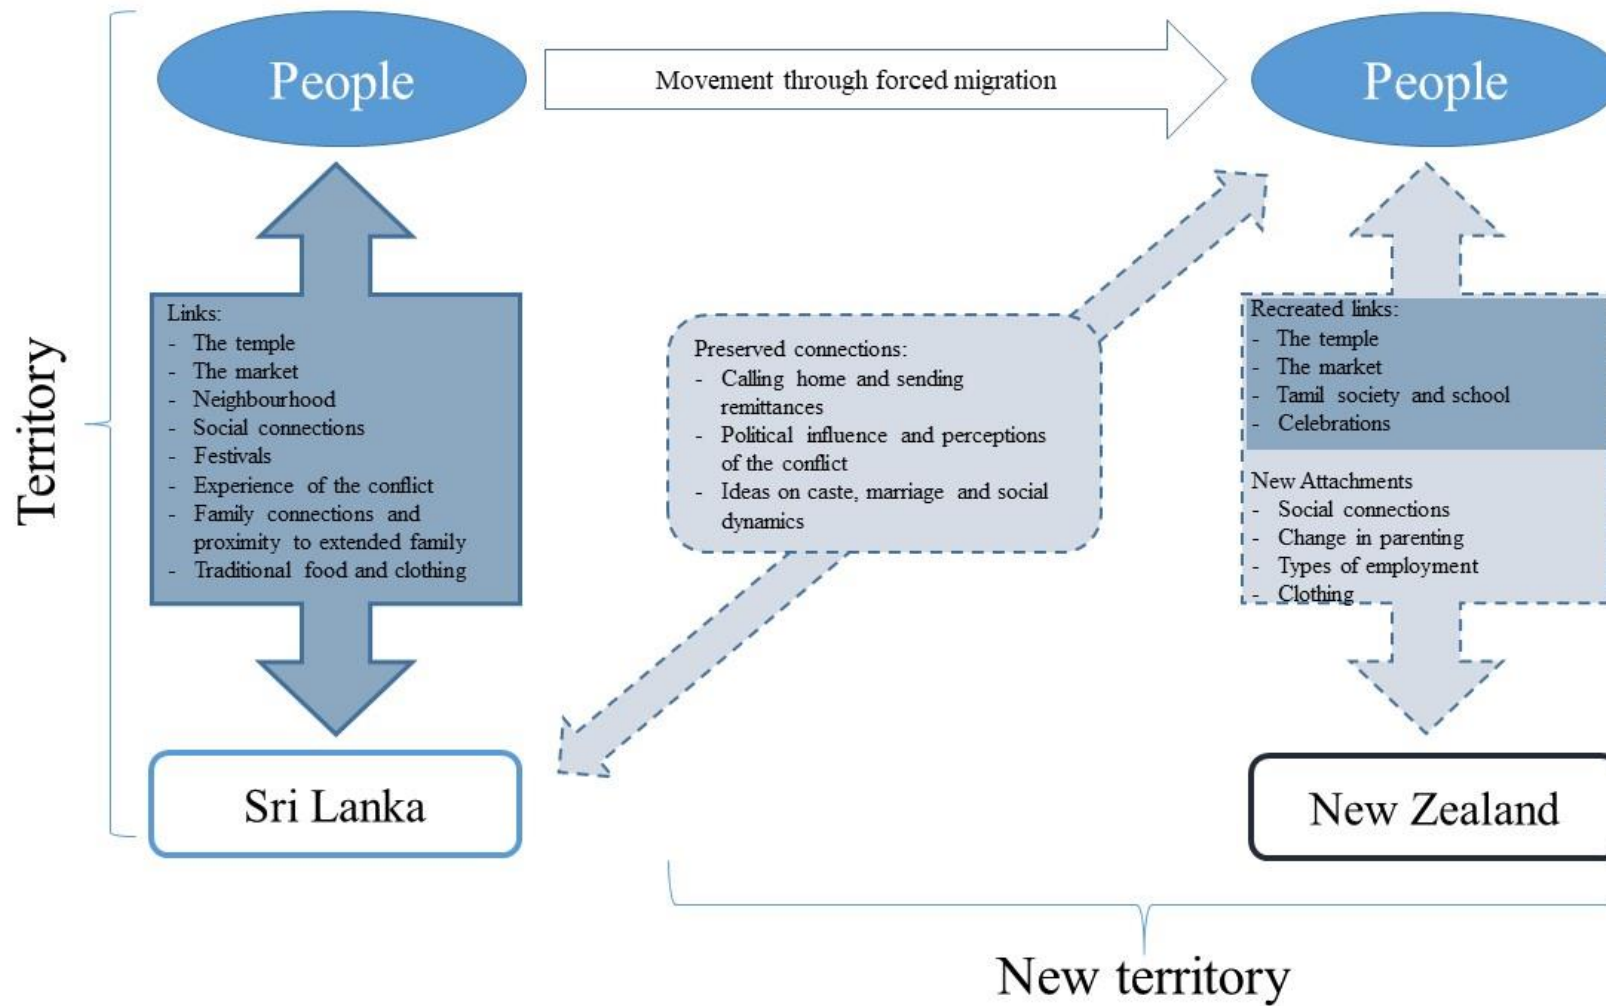 People
Movement through forced migration
People
Territory
Links:
- The temple
- The market
- Neighbourhood
- Social connections
- Festivals
- Experience of the conflict
- Family connections and
proximity to extended family
- Traditional food and clothing
Preserved connections:
- Calling home and sending
remittances
- Political influence and perceptions
of the conflict
- Ideas on caste, marriage and social
dynamics
Recreated links:
- The temple
- The market
- Tamil society and school
- Celebrations
New Attachments
- Social connections
- Change in parenting
- Types of employment
- Clothing
Sri Lanka
New Zealand
New territory